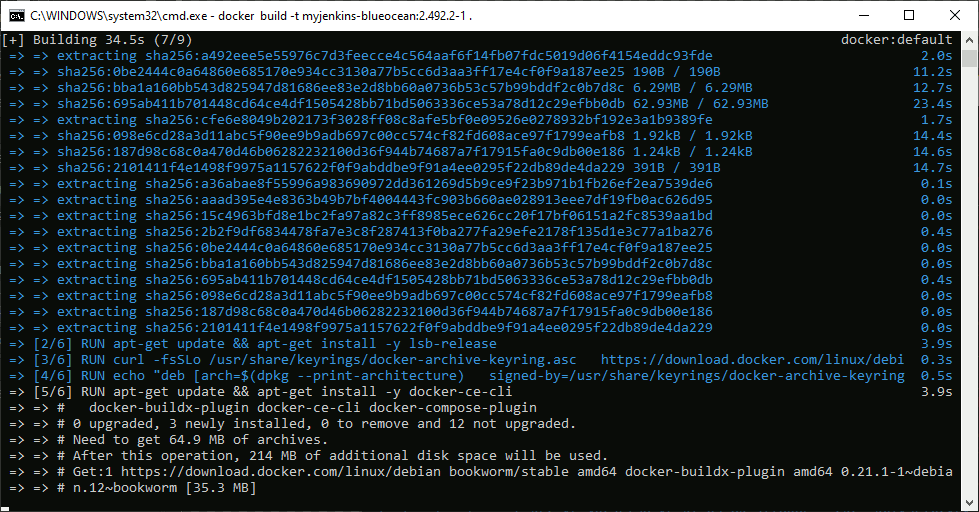 C:\WINDOWS\system32\cmd.exe - docker build -t myjenkins-blueocean:2.492.2-1 .
[+] Building 34.5s (7/9) docker:default
=> => extracting sha256:a492eee5e55976c7d3feecce4c564aaf6f14fb07fdc5019d06f4154eddc93fde 2.0s
=> => sha256:0be2444c0a64860e685170e934cc3130a77b5cc6d3aa3ff17e4cf0f9a187ee25 190B / 190B 11.2s
=> => sha256:bba1a160bb543d825947d81686ee83e2d8bb60a0736b53c57b99bddf2c0b7d8c 6.29MB / 6.29MB 12.7s
=> => sha256:695ab411b701448cd64ce4df1505428bb71bd5063336ce53a78d12c29efbb0db 62.93MB / 62.93MB 23.4s
=> => extracting sha256:cfe6e8049b202173f3028ff08c8afe5bf0e09526e0278932bf192e3a1b9389fe 1.7s
=> => sha256:098e6cd28a3d11abc5f90ee9b9adb697c00cc574cf82fd608ace97f1799eafb8 1.92kB / 1.92kB 14.4s
=> => sha256:187d98c68c0a470d46b06282232100d36f944b74687a7f17915fa0c9db00e186 1.24kB / 1.24kB 14.6s
=> => sha256:2101411f4e1498f9975a1157622f0f9abddbe9f91a4ee0295f22db89de4da229 391B / 391B 14.7s
=> => extracting sha256:a36abae8f55996a983690972dd361269d5b9ce9f23b971b1fb26ef2ea7539de6 0.1s
=> => extracting sha256:aaad395e4e8363b49b7bf4004443fc903b660ae028913eee7df19fb0ac626d95 0.0s
=> => extracting sha256:15c4963bfd8e1bc2fa97a82c3ff8985ece626cc20f17bf06151a2fc8539aa1bd 0.0s
=> => extracting sha256:2b2f9df6834478fa7e3c8f287413f0ba277fa29efe2178f135d1e3c77a1ba276 0.4s
=> => extracting sha256:0be2444c0a64860e685170e934cc3130a77b5cc6d3aa3ff17e4cf0f9a187ee25 0.0s
=> => extracting sha256:bba1a160bb543d825947d81686ee83e2d8bb60a0736b53c57b99bddf2c0b7d8c 0.0s
=> => extracting sha256:695ab411b701448cd64ce4df1505428bb71bd5063336ce53a78d12c29efbb0db 0.4s
=> => extracting sha256:098e6cd28a3d11abc5f90ee9b9adb697c00cc574cf82fd608ace97f1799eafb8 0.0s
=> => extracting sha256:187d98c68c0a470d46b06282232100d36f944b74687a7f17915fa0c9db00e186 0.0s
=> => extracting sha256:2101411f4e1498f9975a1157622f0f9abddbe9f91a4ee0295f22db89de4da229 0.0s
=> [2/6] RUN apt-get update && apt-get install -y lsb-release 3.9s
=> [3/6] RUN curl -fsSLo /usr/share/keyrings/docker-archive-keyring.asc https://download.docker.com/linux/debi 0.3s
=> [4/6] RUN echo "deb [arch=$(dpkg --print-architecture) signed-by=/usr/share/keyrings/docker-archive-keyring 0.5s
=> [5/6] RUN apt-get update && apt-get install -y docker-ce-cli 3.9s
=> => # docker-buildx-plugin docker-ce-cli docker-compose-plugin
=> => # 0 upgraded, 3 newly installed, 0 to remove and 12 not upgraded.
=> => # Need to get 64.9 MB of archives.
=> => # After this operation, 214 MB of additional disk space will be used.
=> => # Get:1 https://download.docker.com/linux/debian bookworm/stable amd64 docker-buildx-plugin amd64 0.21.1-1~debia
=> => # n.12~bookworm [35.3 MB]